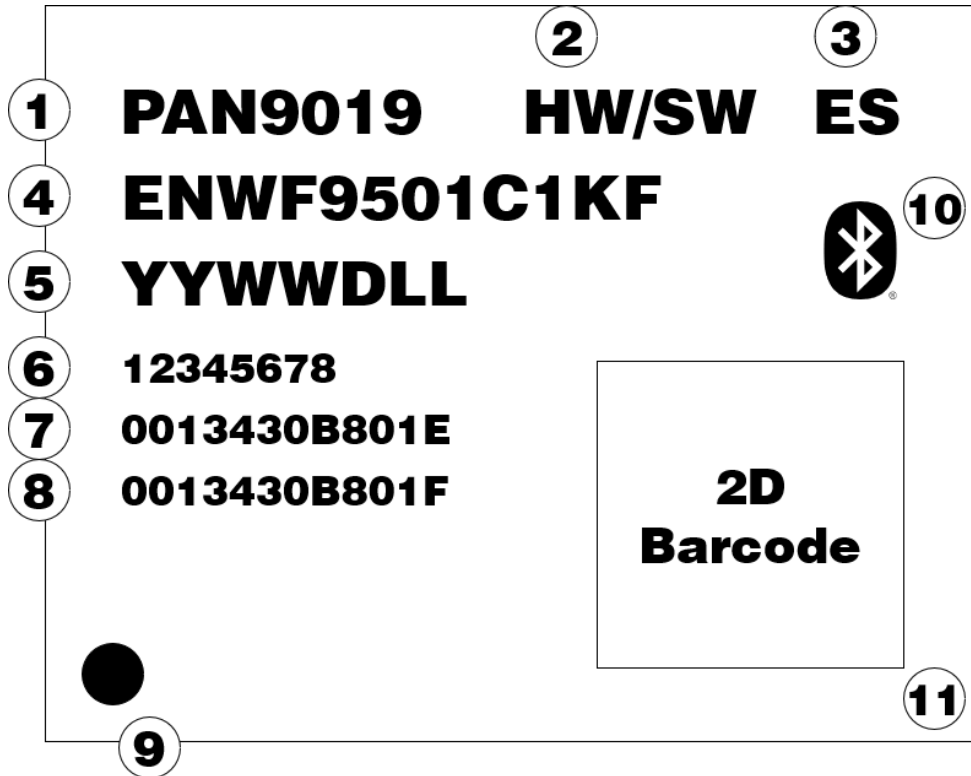 2 3
1 PAN9019 HW/SW ES
4 ENWF9501C1KF
10
5 YYWWDLL
®
6 12345678
7 0013430B801E
8 0013430B801F
2D
Barcode
11
9